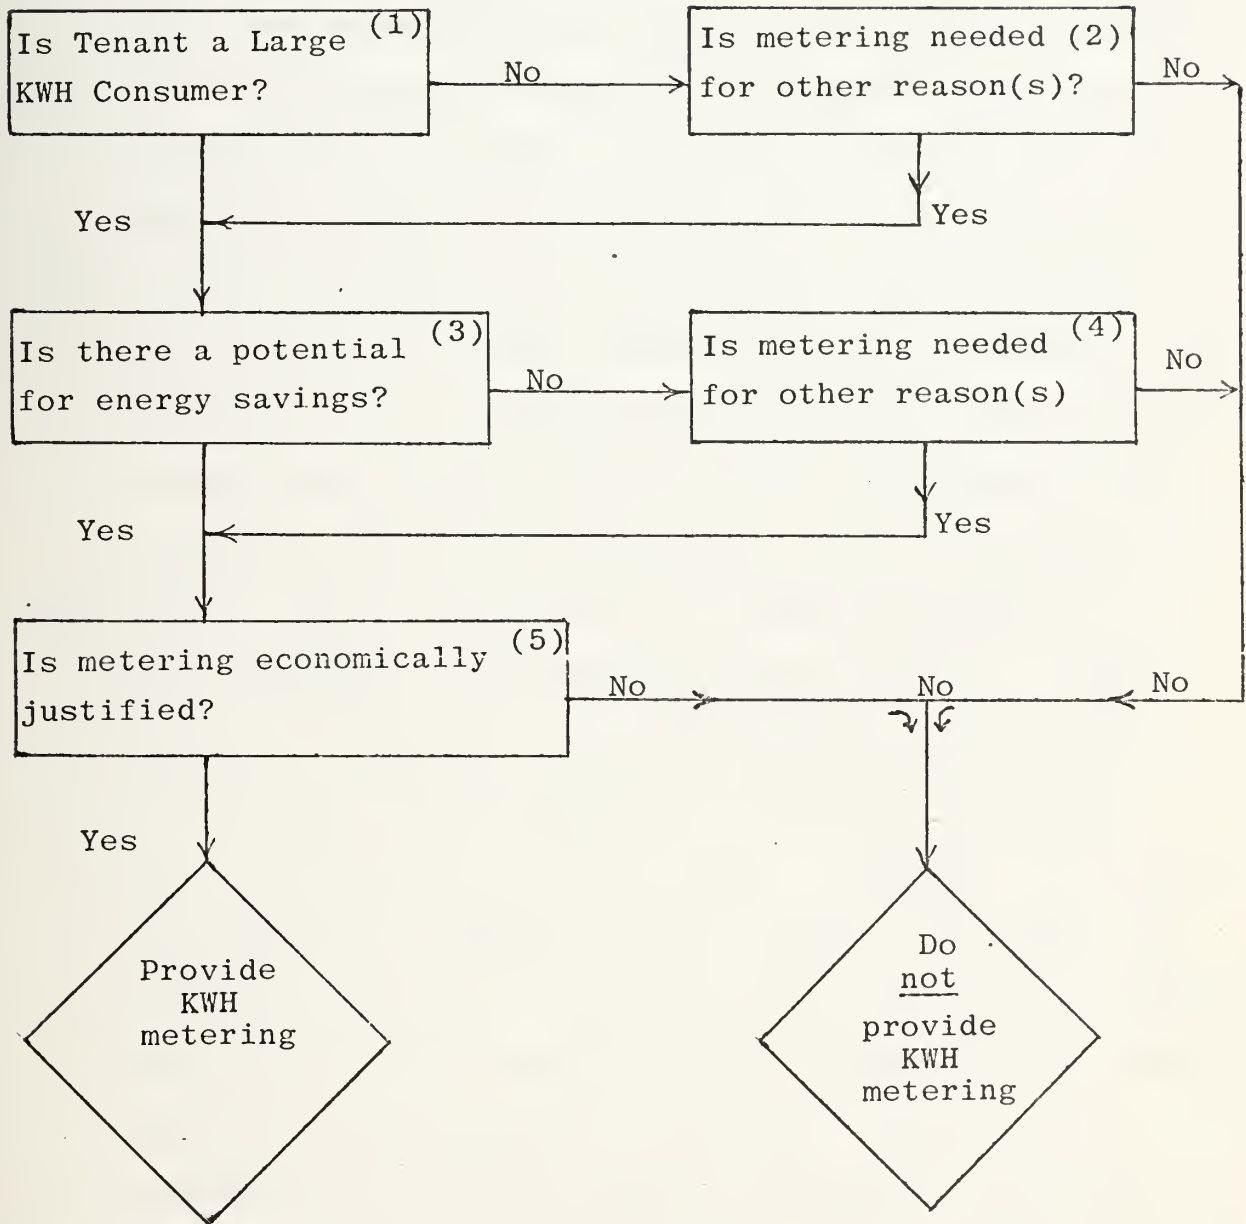 Is Tenant a Large (1)
KWH Consumer?
No
Is metering needed (2)
for other reason(s)?
No
Yes
Yes
Is there a potential (3)
for energy savings?
No
Is metering needed (4)
for other reason(s)
No
Yes
Yes
Is metering economically (5)
justified?
No
No
No
Yes
Provide
KWH
metering
Do
not
provide
KWH
metering